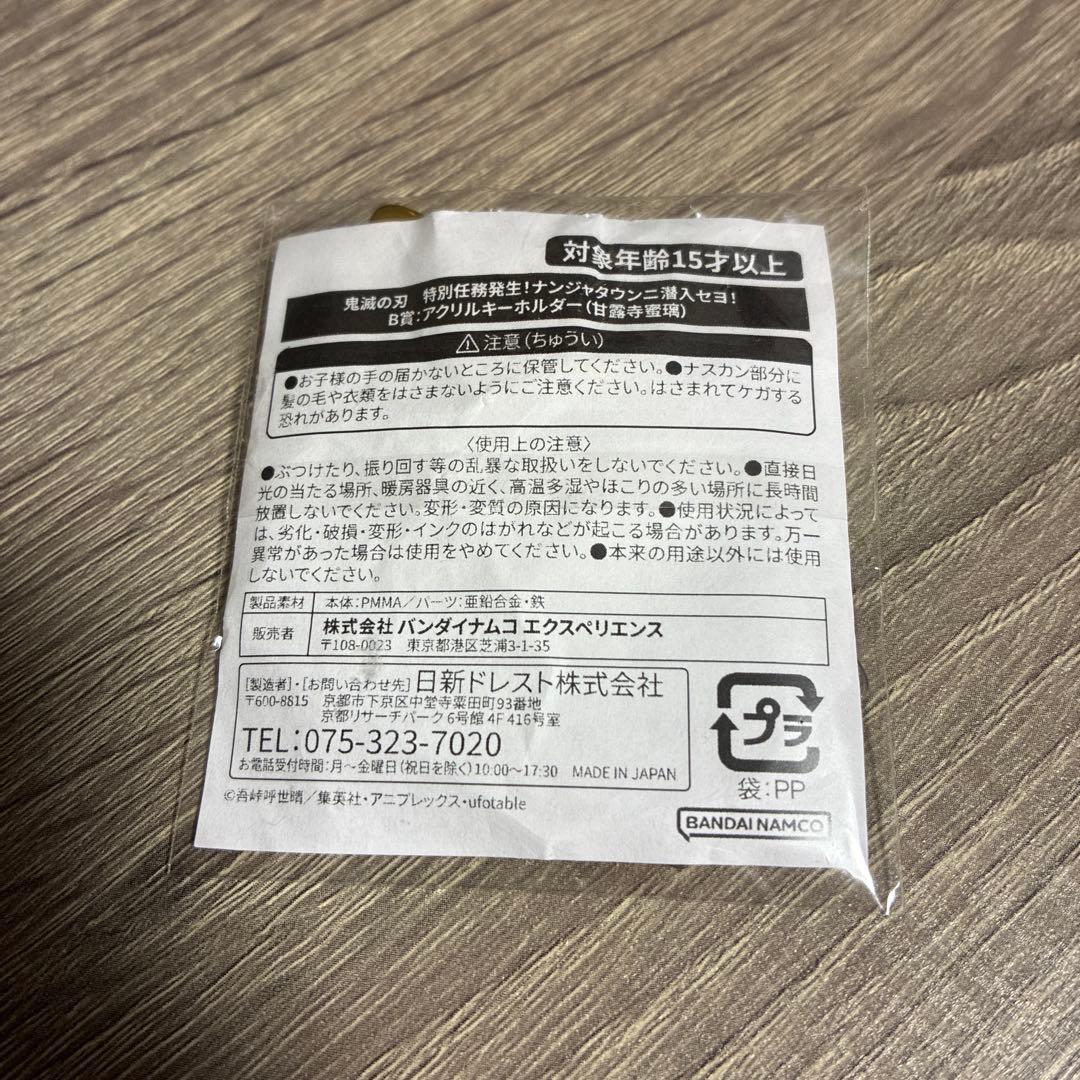 対象年齢15才以上
鬼滅の刃 特別任務発生!ナンジャタウンニ潜入セヨ!
B賞:アクリルキーホルダー(甘露寺蜜璃)
⚠注意(ちゅうい)
●お子様の手の届かないところに保管してください。●ナスカン部分に
髪の毛や衣類をはさまないようにご注意ください。はさまれてケガする
恐れがあります。
〈使用上の注意〉
●ぶつけたり、振り回す等の乱暴な取扱いをしないでください。●直接日
光の当たる場所、暖房器具の近く、高温多湿やほこりの多い場所に長時間
放置しないでください。変形・変質の原因になります。●使用状況によって
は、劣化・破損・変形・インクのはがれなどが起こる場合があります。万一
異常があった場合は使用をやめてください。●本来の用途以外には使用
しないでください。
製品素材 本体:PMMA/パーツ:亜鉛合金・鉄
販売者 株式会社 バンダイナムコ エクスペリエンス
〒108-0023 東京都港区芝浦3-1-35
[製造者]・[お問い合わせ先] 日新ドレスト株式会社
〒600-8815 京都市下京区中堂寺粟田町93番地
京都リサーチパーク 6号館 4F 416号室
TEL:075-323-7020
お電話受付時間:月〜金曜日(祝日を除く)10:00〜17:30 MADE IN JAPAN
プラ
袋:PP
©吾峠呼世晴/集英社・アニプレックス・ufotable
BANDAI NAMCO